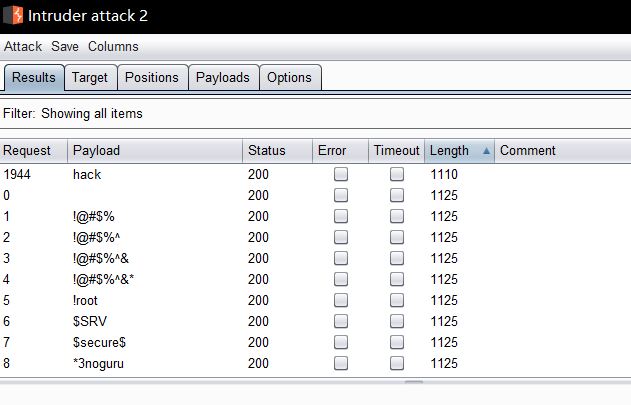 Intruder attack 2
Attack Save Columns
Results Target Positions Payloads Options
Filter: Showing all items
Request Payload Status Error Timeout Length Comment
1944 hack 200 1110
0 200 1125
1 !@#$% 200 1125
2 !@#$%^ 200 1125
3 !@#$%^& 200 1125
4 !@#$%^&* 200 1125
5 !root 200 1125
6 $SRV 200 1125
7 $secure$ 200 1125
8 *3noguru 200 1125